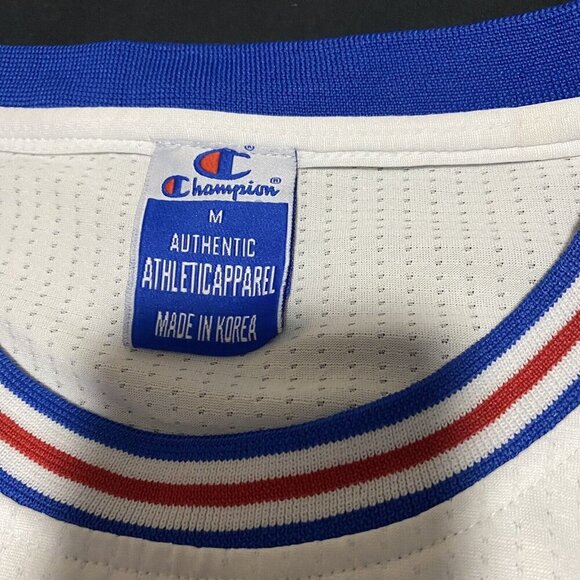 Champion®
M
AUTHENTIC
ATHLETICAPPAREL
MADE IN KOREA